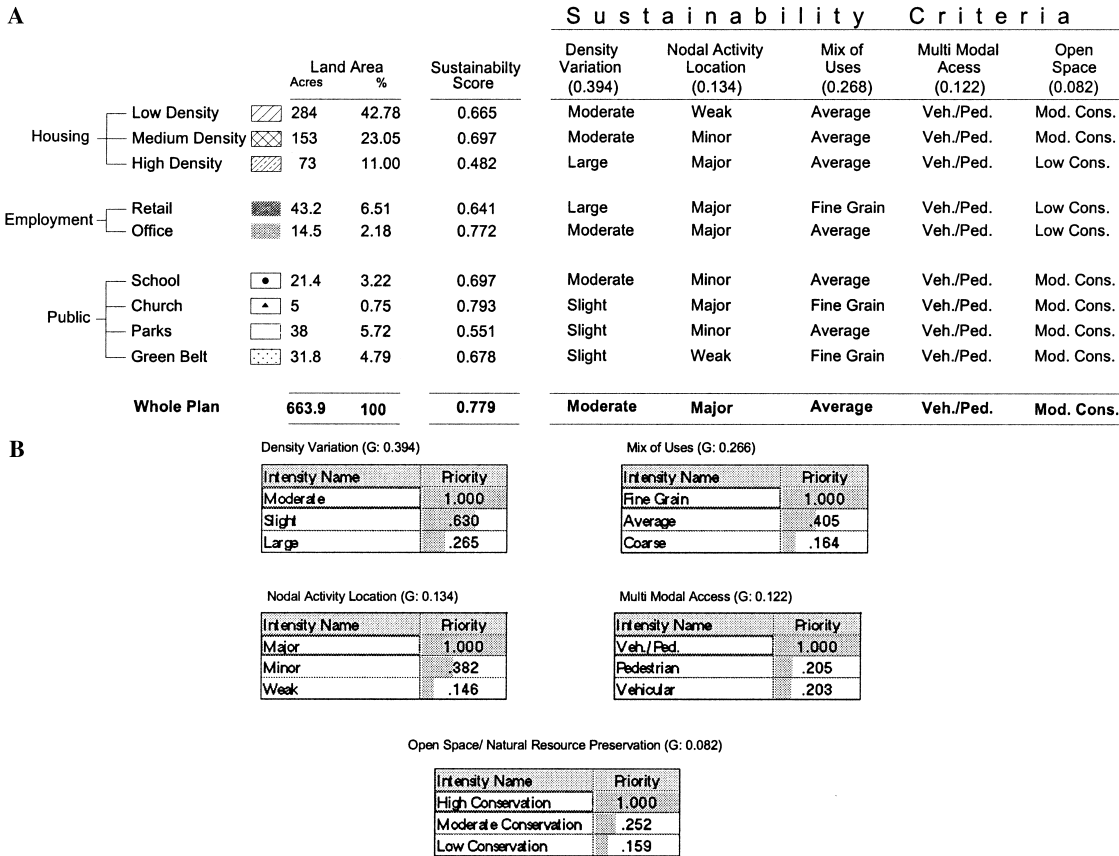 A
Sustainability Criteria
Land Area
Acres % Sustainabilty Score Density Variation (0.394) Nodal Activity Location (0.134) Mix of Uses (0.268) Multi Modal Acess (0.122) Open Space (0.082)
Housing
Low Density 284 42.78 0.665 Moderate Weak Average Veh./Ped. Mod. Cons.
Medium Density 153 23.05 0.697 Moderate Minor Average Veh./Ped. Mod. Cons.
High Density 73 11.00 0.482 Large Major Average Veh./Ped. Low Cons.
Employment
Retail 43.2 6.51 0.641 Large Major Fine Grain Veh./Ped. Low Cons.
Office 14.5 2.18 0.772 Moderate Major Average Veh./Ped. Low Cons.
Public
School 21.4 3.22 0.697 Moderate Minor Average Veh./Ped. Mod. Cons.
Church 5 0.75 0.793 Slight Major Fine Grain Veh./Ped. Mod. Cons.
Parks 38 5.72 0.551 Slight Minor Average Veh./Ped. Mod. Cons.
Green Belt 31.8 4.79 0.678 Slight Weak Fine Grain Veh./Ped. Mod. Cons.
Whole Plan 663.9 100 0.779 Moderate Major Average Veh./Ped. Mod. Cons.
B
Density Variation (G: 0.394)
Intensity Name Priority
Moderate 1.000
Slight .630
Large .265
Mix of Uses (G: 0.266)
Intensity Name Priority
Fine Grain 1.000
Average .405
Coarse .164
Nodal Activity Location (G: 0.134)
Intensity Name Priority
Major 1.000
Minor .382
Weak .146
Multi Modal Access (G: 0.122)
Intensity Name Priority
Veh./Ped. 1.000
Pedestrian .205
Vehicular .203
Open Space/ Natural Resource Preservation (G: 0.082)
Intensity Name Priority
High Conservation 1.000
Moderate Conservation .252
Low Conservation .159